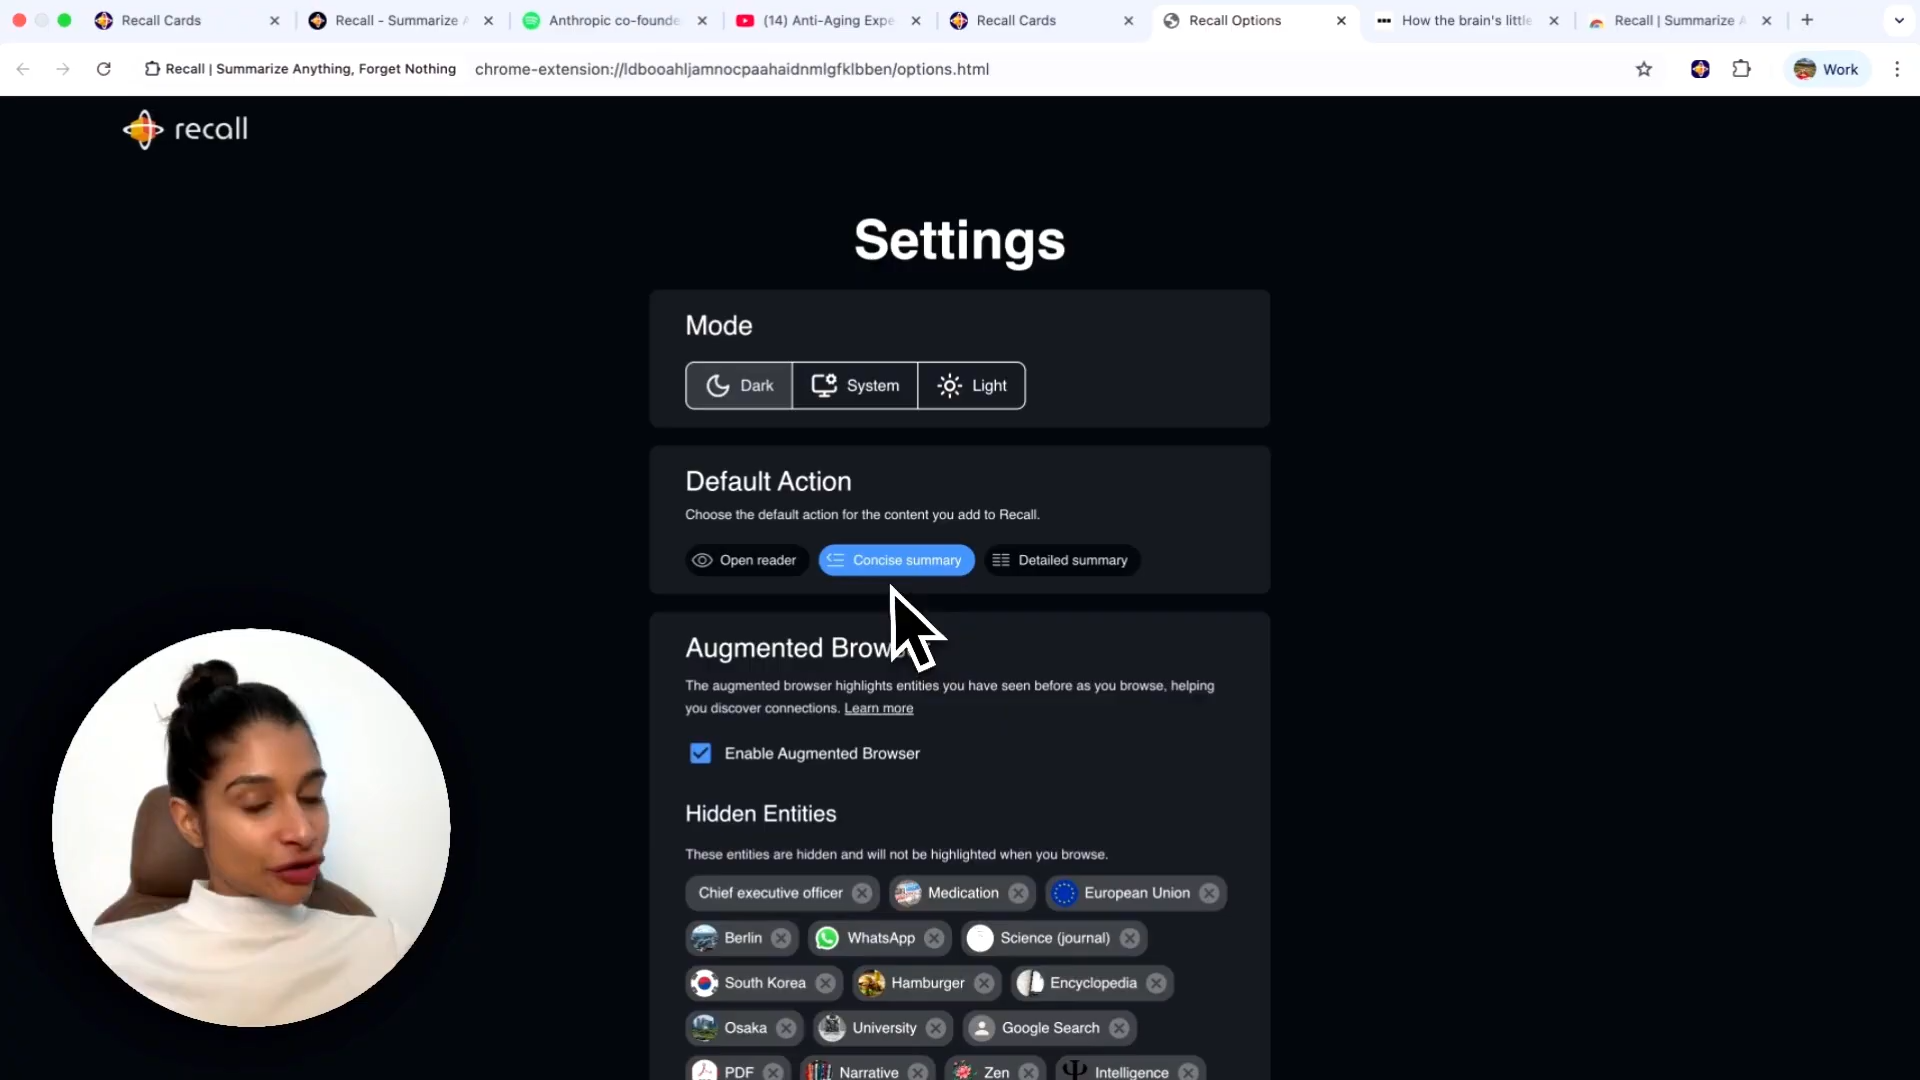 Recall Cards
Recall - Summarize A
Anthropic co-founde
(14) Anti-Aging Expe
Recall Cards
Recall Options
How the brain's little
Recall | Summarize A
Recall | Summarize Anything, Forget Nothing
chrome-extension://ldbooahljamnocpaahaidnmlgfklbben/options.html
Work
recall
Settings
Mode
Dark
System
Light
Default Action
Choose the default action for the content you add to Recall.
Open reader
Concise summary
Detailed summary
Augmented Brow
The augmented browser highlights entities you have seen before as you browse, helping
you discover connections. Learn more
Enable Augmented Browser
Hidden Entities
These entities are hidden and will not be highlighted when you browse.
Chief executive officer
Medication
European Union
Berlin
WhatsApp
Science (journal)
South Korea
Hamburger
Encyclopedia
Osaka
University
Google Search
PDF
Narrative
Zen
Intelligence